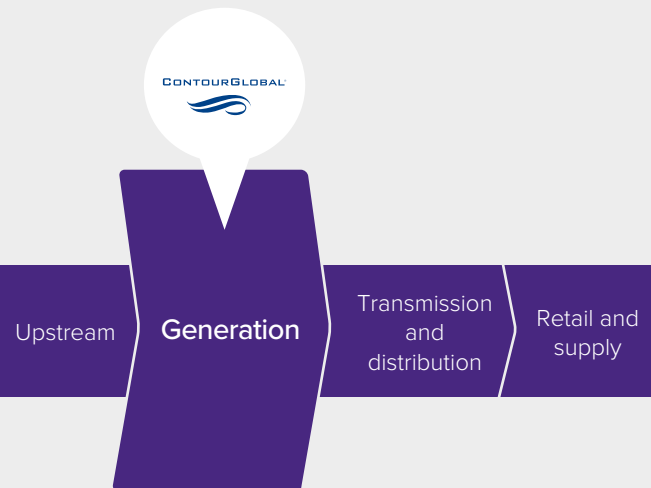 CONTOURGLOBAL
Upstream
Generation
Transmission
and
distribution
Retail and
supply